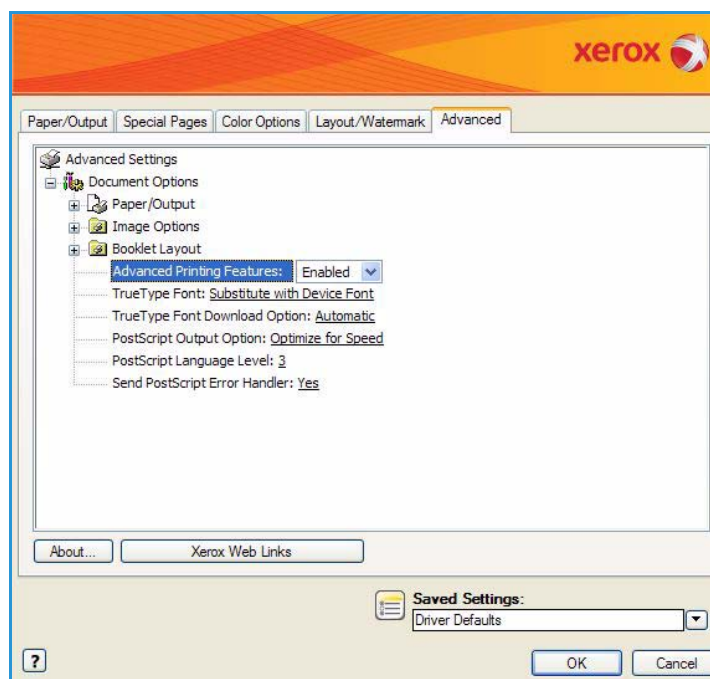 xerox
Paper/Output Special Pages Color Options Layout/Watermark Advanced
Advanced Settings
Document Options
Paper/Output
Image Options
Booklet Layout
Advanced Printing Features: Enabled
TrueType Font: Substitute with Device Font
TrueType Font Download Option: Automatic
PostScript Output Option: Optimize for Speed
PostScript Language Level: 3
Send PostScript Error Handler: Yes
About... Xerox Web Links
Saved Settings:
Driver Defaults
? OK Cancel